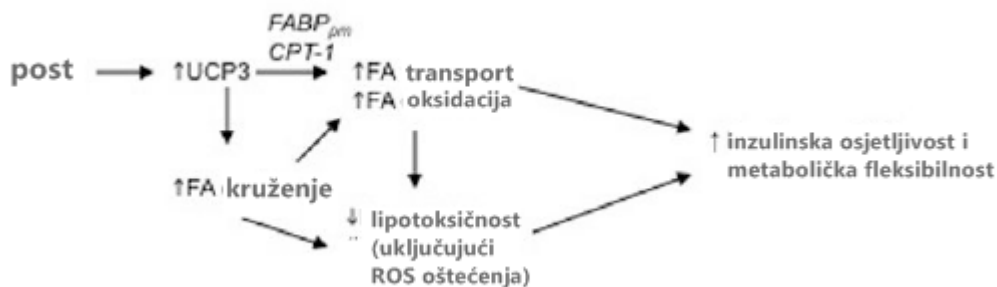 FABPpm
CPT-1
post
↑UCP3
↑FA transport
↑FA oksidacija
↑ inzulinska osjetljivost i
metabolička fleksibilnost
↑FA kruženje
↓ lipotoksičnost
(uključujući
ROS oštećenja)